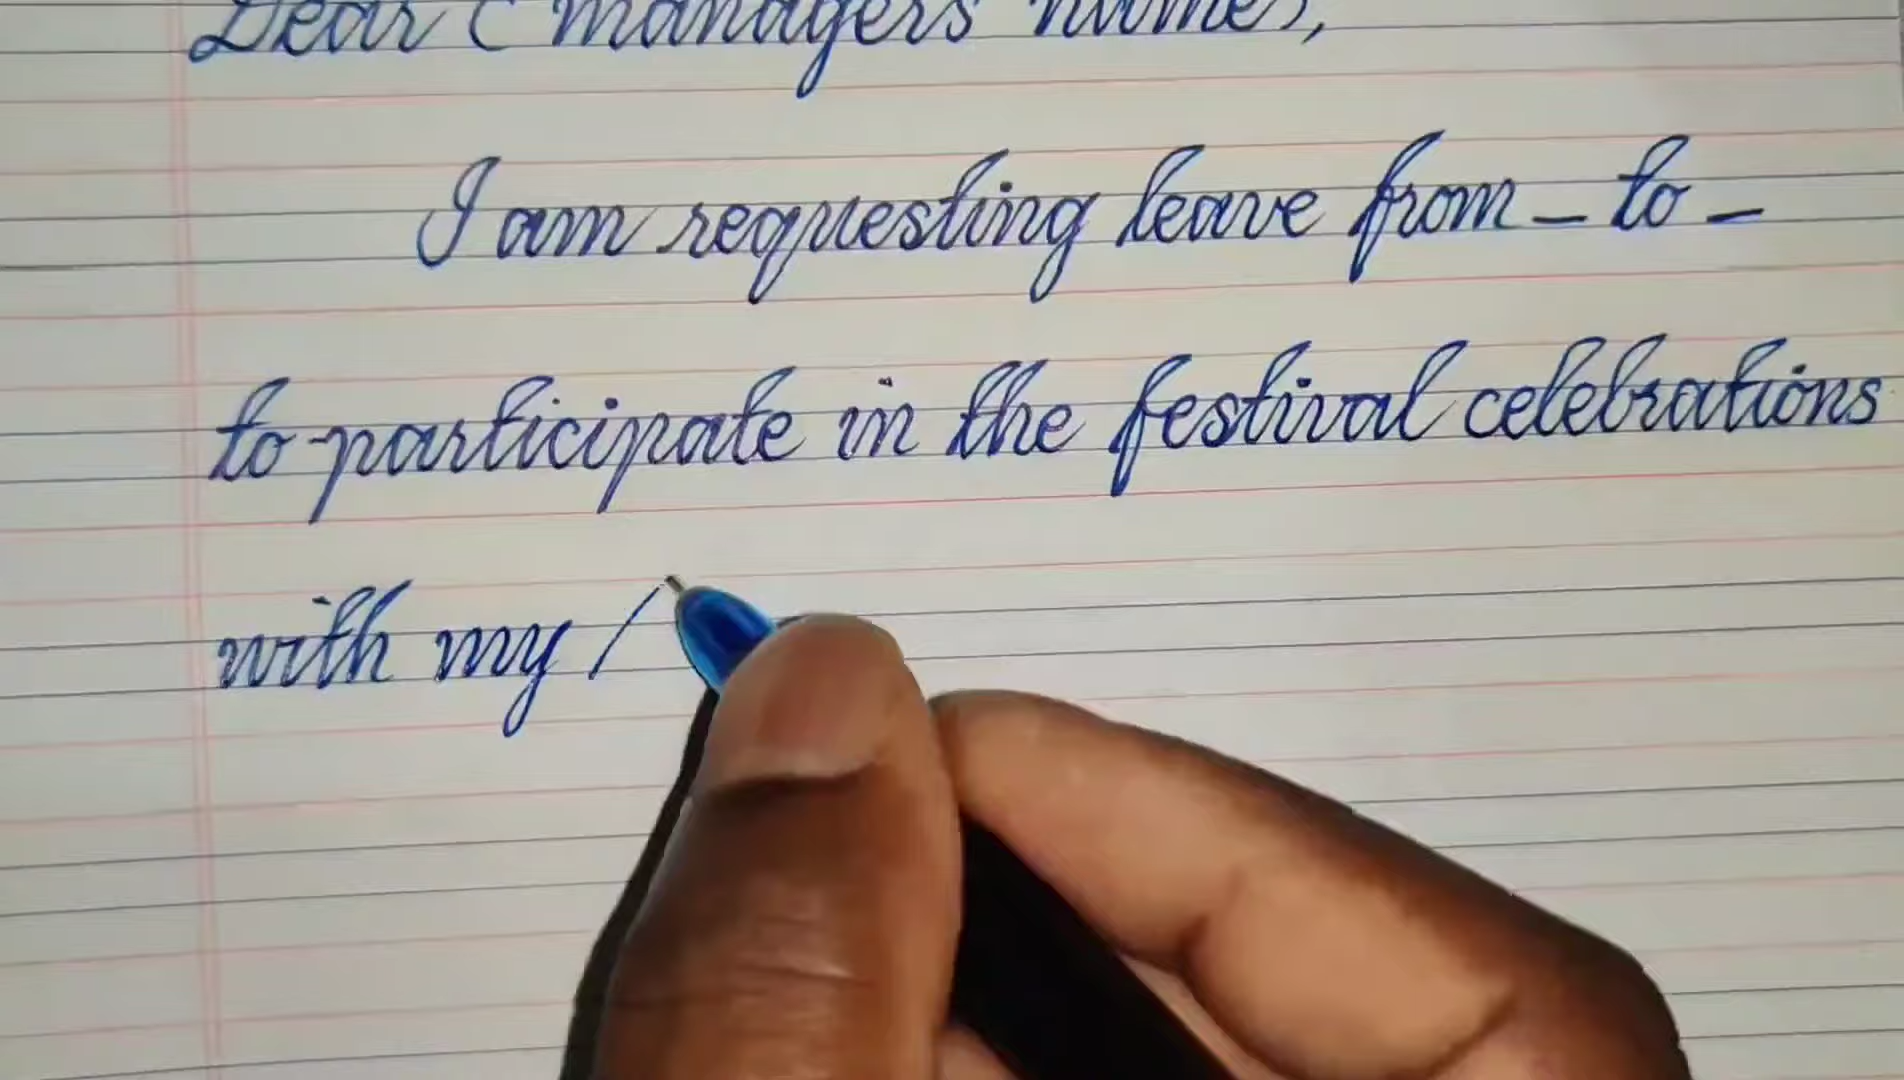 Dear (manager's name),
I am requesting leave from _ to _
to participate in the festival celebrations
with my